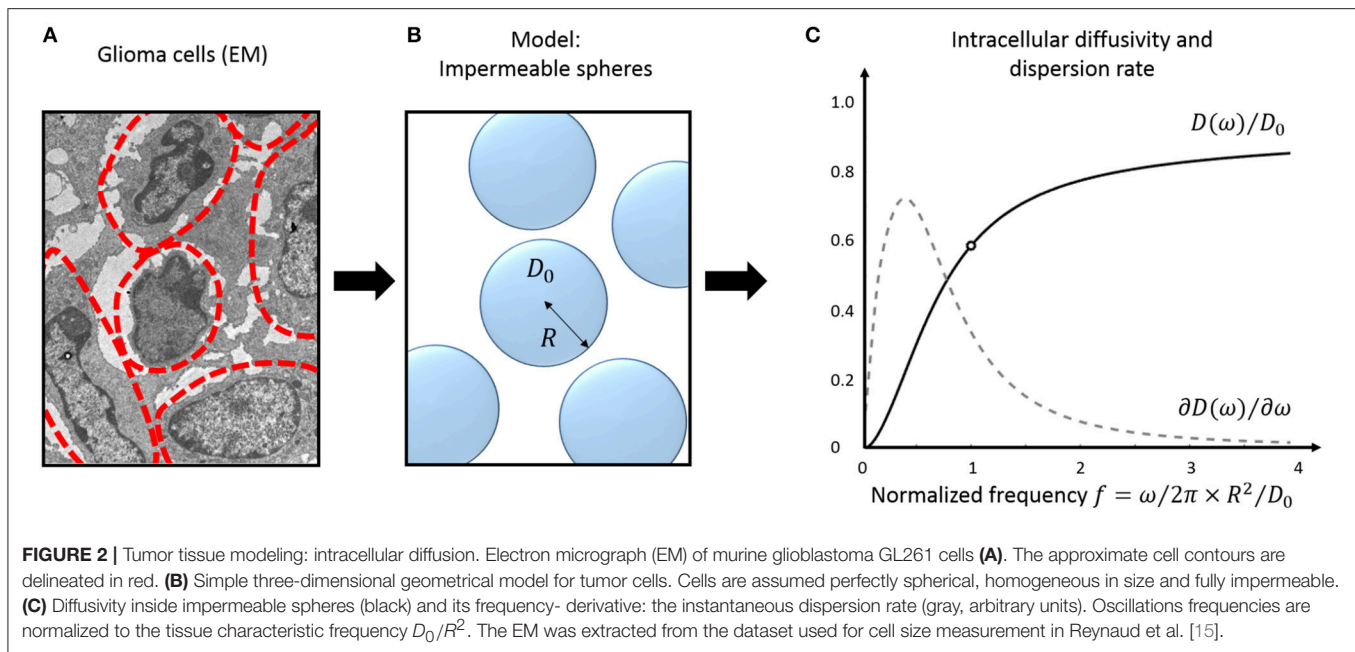 A
Glioma cells (EM)
B
Model:
Impermeable spheres
D₀
R
C
Intracellular diffusivity and
dispersion rate
1.0
0.8
0.6
0.4
0.2
0
D(ω)/D₀
∂D(ω)/∂ω
0 1 2 3 4
Normalized frequency f = ω/2π × R²/D₀
FIGURE 2 | Tumor tissue modeling: intracellular diffusion. Electron micrograph (EM) of murine glioblastoma GL261 cells (A). The approximate cell contours are
delineated in red. (B) Simple three-dimensional geometrical model for tumor cells. Cells are assumed perfectly spherical, homogeneous in size and fully impermeable.
(C) Diffusivity inside impermeable spheres (black) and its frequency- derivative: the instantaneous dispersion rate (gray, arbitrary units). Oscillations frequencies are
normalized to the tissue characteristic frequency D₀/R². The EM was extracted from the dataset used for cell size measurement in Reynaud et al. [15].